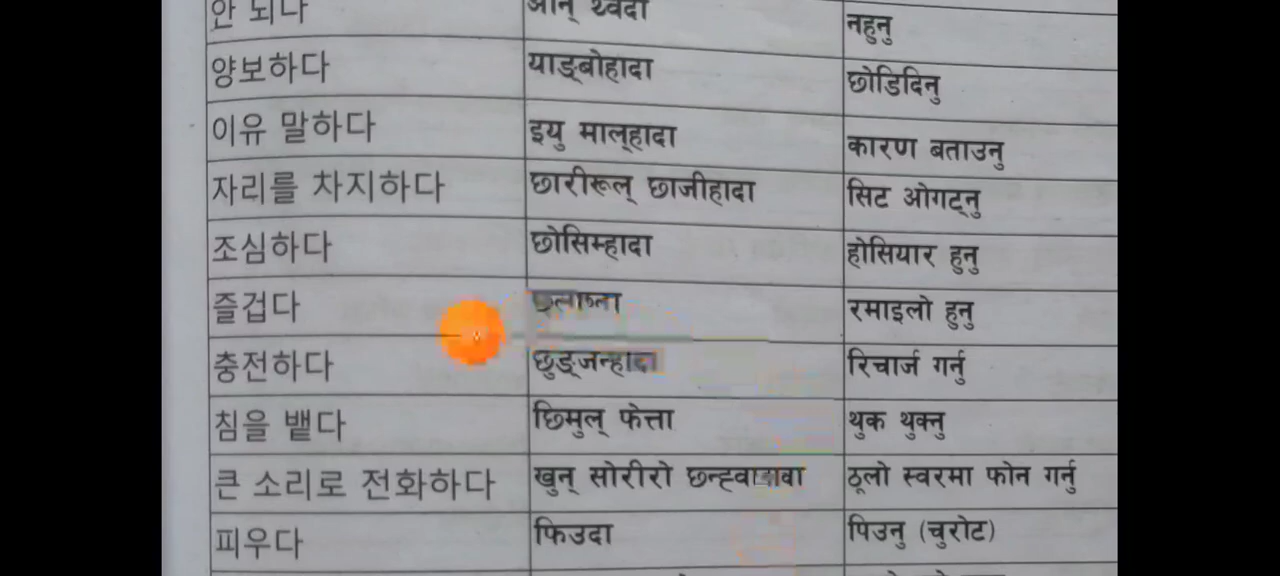 안 되다 आन् थ्वेदा नहुनु
양보하다 याङ्बोहादा छोडिदिनु
이유 말하다 इयु माल्हादा कारण बताउनु
자리를 차지하다 छारीरूल् छाजीहादा सिट ओगट्नु
조심하다 छोसिम्हादा होसियार हुनु
즐겁다 रमाइलो हुनु
충전하다 छुङ्जन्हादा रिचार्ज गर्नु
침을 뱉다 छिमुल् फेत्ता थुक थुक्नु
큰 소리로 전화하다 खुन् सोरीरो ठूलो स्वरमा फोन गर्नु
피우다 फिउदा पिउनु (चुरोट)